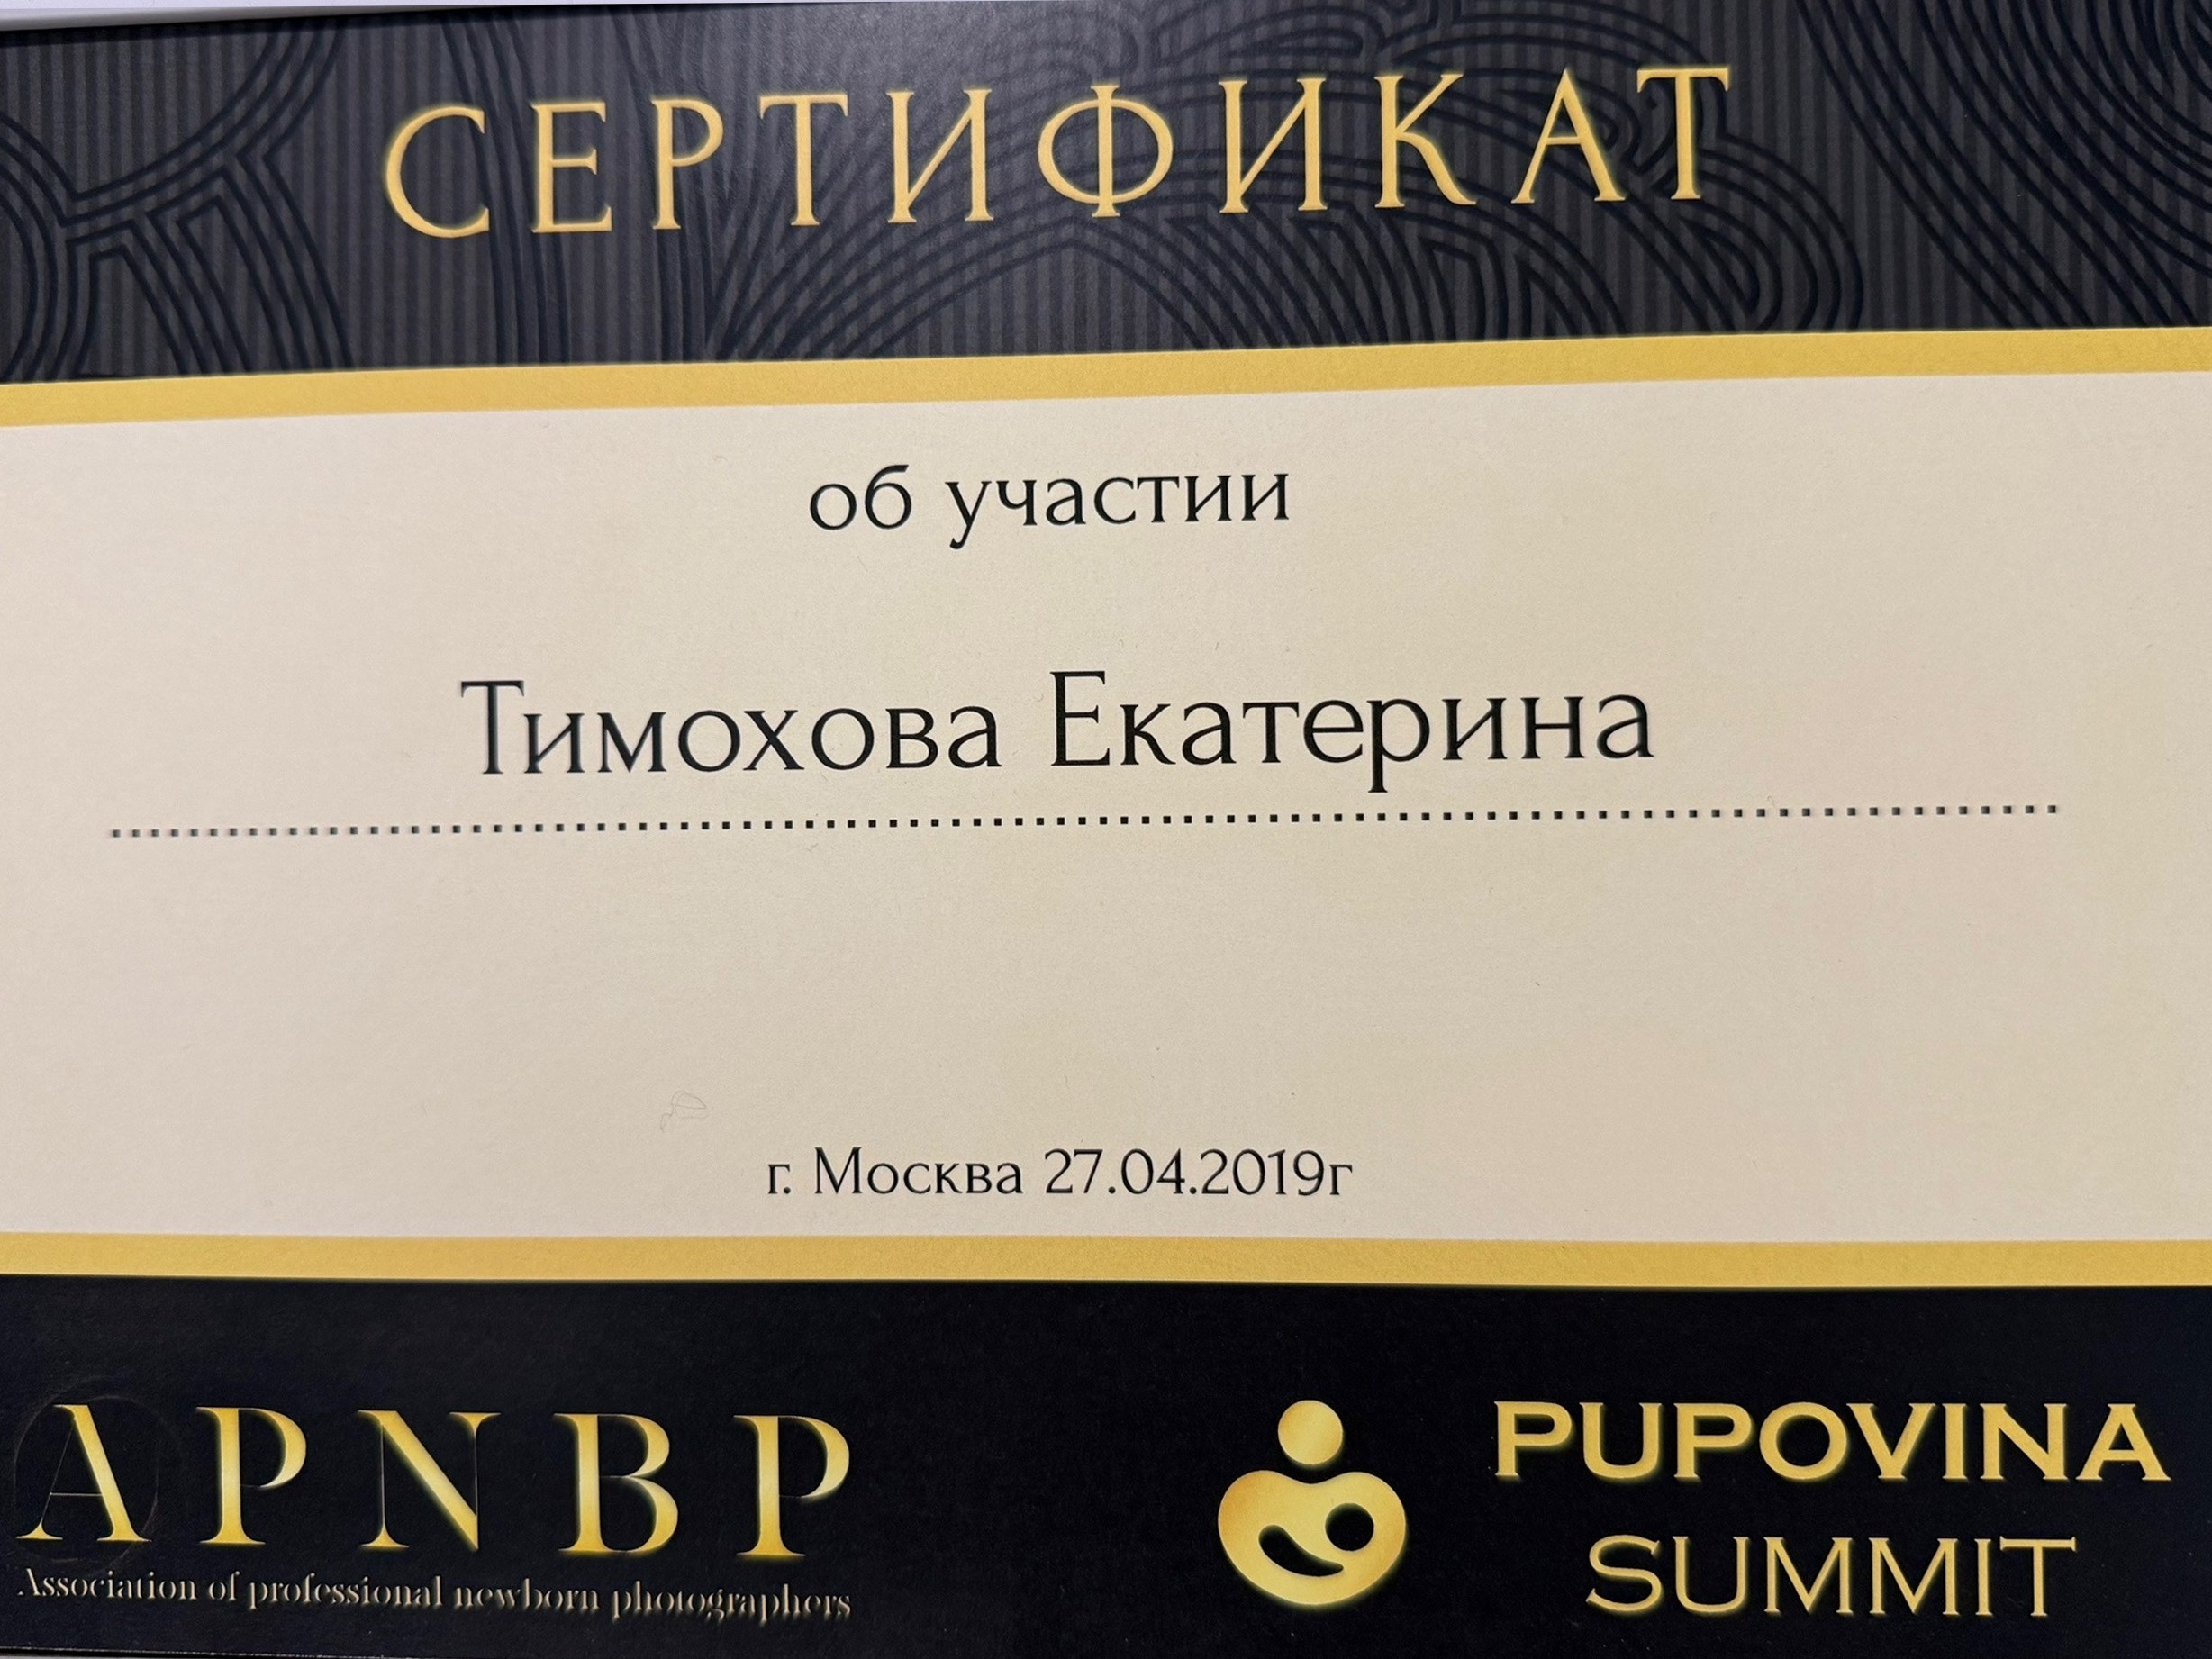 СЕРТИФИКАТ
об участии
Тимохова Екатерина
г. Москва 27.04.2019г
APNBP
Association of professional newborn photographers
PUPOVINA
SUMMIT